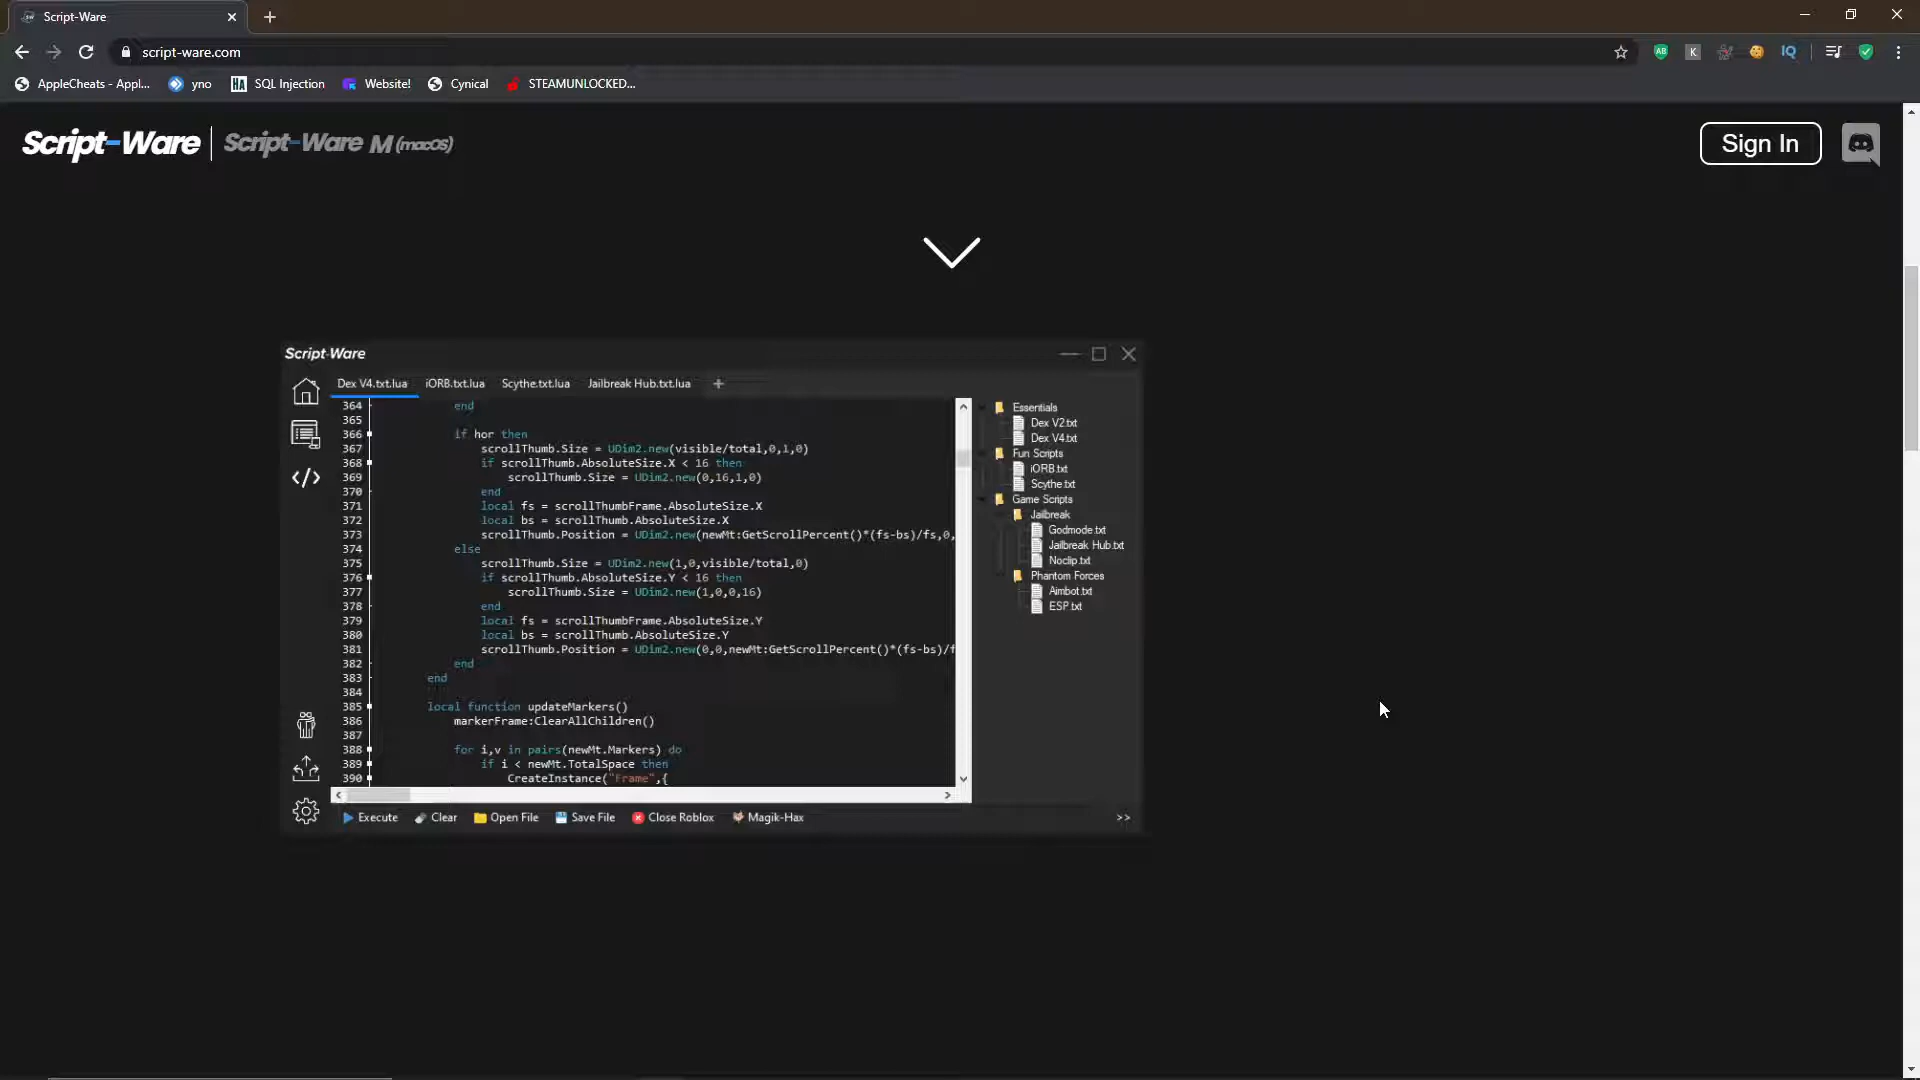 Script-Ware
script-ware.com
AB K IQ
AppleCheats - Appl... yno HA SQL Injection Website! Cynical STEAMUNLOCKED...
Script-Ware Script-Ware M (macOS) Sign In
Script-Ware
Dex V4.txt.lua iORB.txt.lua Scythe.txt.lua Jailbreak Hub.txt.lua +
364 end
365
366 if hor then
367 scrollThumb.Size = UDim2.new(visible/total,0,1,0)
368 if scrollThumb.AbsoluteSize.X < 16 then
369 scrollThumb.Size = UDim2.new(0,16,1,0)
370 end
371 local fs = scrollThumbFrame.AbsoluteSize.X
372 local bs = scrollThumb.AbsoluteSize.X
373 scrollThumb.Position = UDim2.new(newMt:GetScrollPercent()*(fs-bs)/fs,0,
374 else
375 scrollThumb.Size = UDim2.new(1,0,visible/total,0)
376 if scrollThumb.AbsoluteSize.Y < 16 then
377 scrollThumb.Size = UDim2.new(1,0,0,16)
378 end
379 local fs = scrollThumbFrame.AbsoluteSize.Y
380 local bs = scrollThumb.AbsoluteSize.Y
381 scrollThumb.Position = UDim2.new(0,0,newMt:GetScrollPercent()*(fs-bs)/f
382 end
383 end
384
385 local function updateMarkers()
386 markerFrame:ClearAllChildren()
387
388 for i,v in pairs(newMt.Markers) do
389 if i < newMt.TotalSpace then
390 CreateInstance("Frame",{
Essentials
Dex V2.txt
Dex V4.txt
Fun Scripts
iORB.txt
Scythe.txt
Game Scripts
Jailbreak
Godmode.txt
Jailbreak Hub.txt
Noclip.txt
Phantom Forces
Aimbot.txt
ESP.txt
Execute Clear Open File Save File Close Roblox Magik-Hax >>